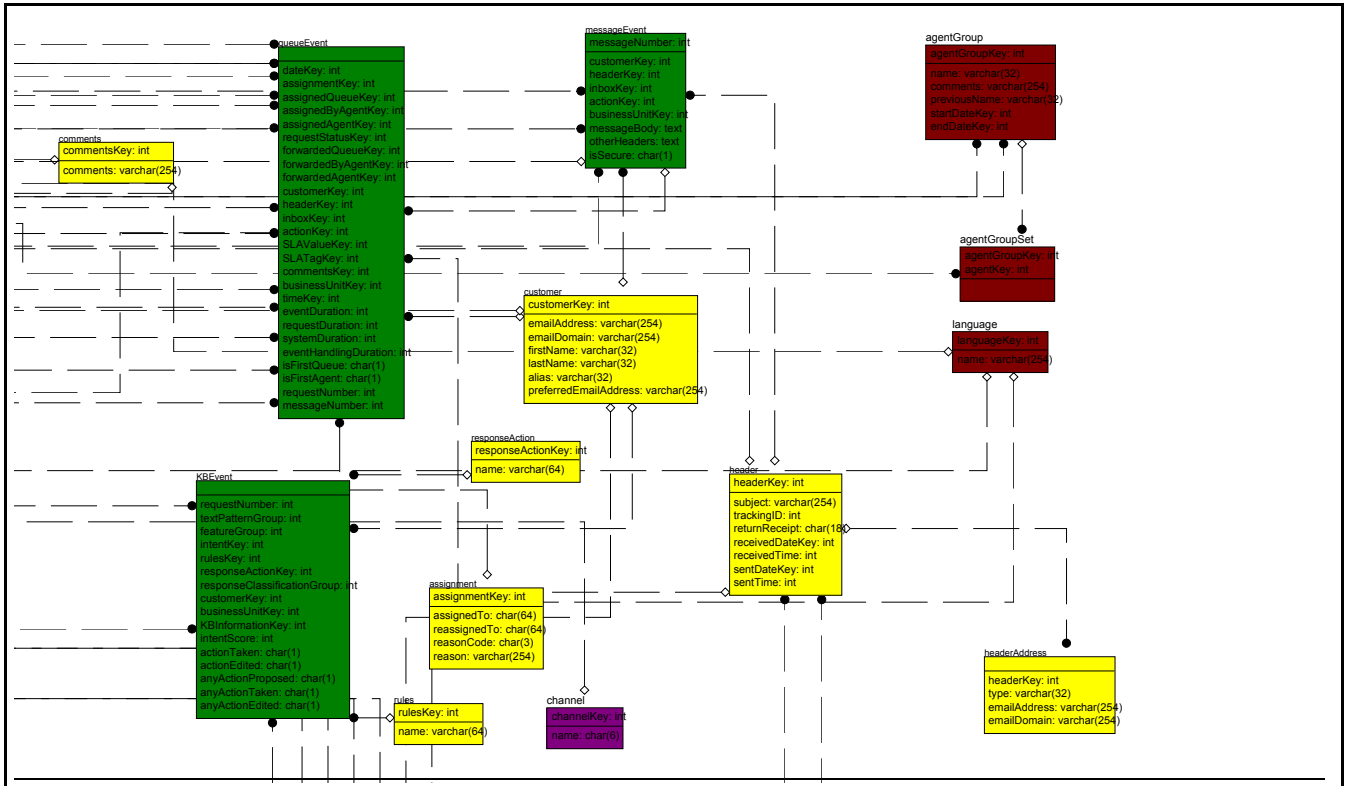 queueEvent
dateKey: int
assignmentKey: int
assignedQueueKey: int
assignedByAgentKey: int
assignedAgentKey: int
requestStatusKey: int
forwardedQueueKey: int
forwardedByAgentKey: int
forwardedAgentKey: int
customerKey: int
headerKey: int
inboxKey: int
actionKey: int
SLAValueKey: int
SLATagKey: int
commentsKey: int
businessUnitKey: int
timeKey: int
eventDuration: int
requestDuration: int
systemDuration: int
eventHandlingDuration: int
isFirstQueue: char(1)
isFirstAgent: char(1)
requestNumber: int
messageNumber: int
messageEvent
messageNumber: int
customerKey: int
headerKey: int
inboxKey: int
actionKey: int
businessUnitKey: int
messageBody: text
otherHeaders: text
isSecure: char(1)
agentGroup
agentGroupKey: int
name: varchar(32)
comments: varchar(254)
previousName: varchar(32)
startDateKey: int
endDateKey: int
comments
commentsKey: int
comments: varchar(254)
agentGroupSet
agentGroupKey: int
agentKey: int
customer
customerKey: int
emailAddress: varchar(254)
emailDomain: varchar(254)
firstName: varchar(32)
lastName: varchar(32)
alias: varchar(32)
preferredEmailAddress: varchar(254)
language
languageKey: int
name: varchar(254)
responseAction
responseActionKey: int
name: varchar(64)
header
headerKey: int
subject: varchar(254)
trackingID: int
returnReceipt: char(18)
receivedDateKey: int
receivedTime: int
sentDateKey: int
sentTime: int
KBEvent
requestNumber: int
textPatternGroup: int
featureGroup: int
intentKey: int
rulesKey: int
responseActionKey: int
responseClassificationGroup: int
customerKey: int
businessUnitKey: int
KBInformationKey: int
intentScore: int
actionTaken: char(1)
actionEdited: char(1)
anyActionProposed: char(1)
anyActionTaken: char(1)
anyActionEdited: char(1)
assignment
assignmentKey: int
assignedTo: char(64)
reassignedTo: char(64)
reasonCode: char(3)
reason: varchar(254)
headerAddress
headerKey: int
type: varchar(32)
emailAddress: varchar(254)
emailDomain: varchar(254)
rules
rulesKey: int
name: varchar(64)
channel
channelKey: int
name: char(6)